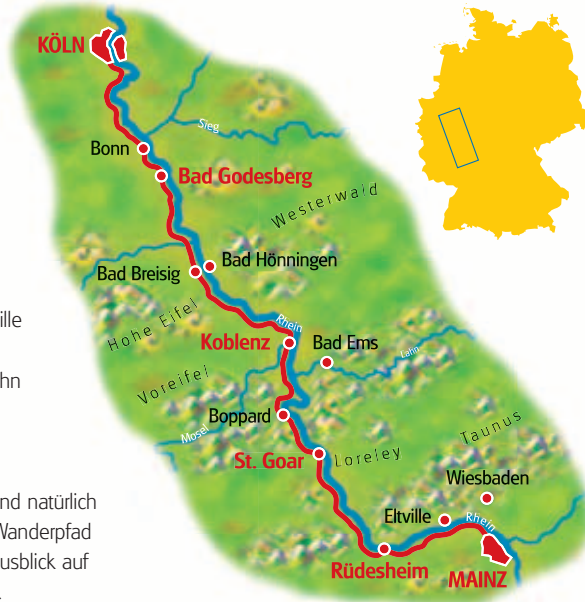 KÖLN
Sieg
Bonn
Bad Godesberg
Westerwald
Bad Hönningen
Bad Breisig
Hohe Eifel
ille
Rhein
Koblenz
Bad Ems
Lahn
hn
Voreifel
Boppard
Mosel
Taunus
St. Goar
Loreley
Wiesbaden
nd natürlich
Eltville
Rhein
Wanderpfad
usblick auf
Rüdesheim
MAINZ